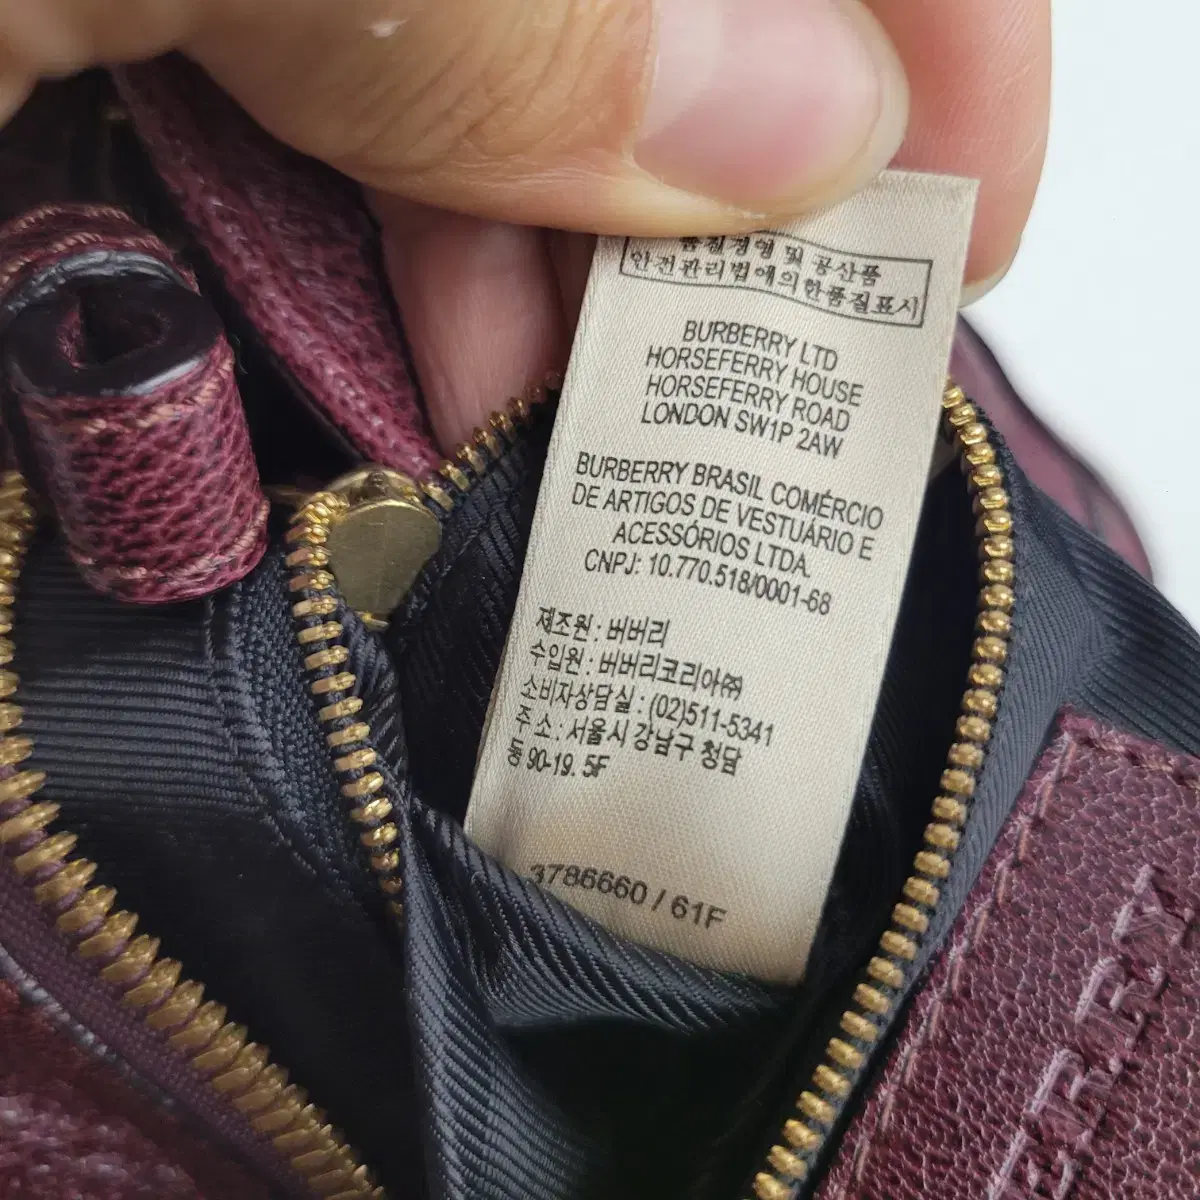 품질경영 및 공산품
안전관리법에의한품질표시
BURBERRY LTD
HORSEFERRY HOUSE
HORSEFERRY ROAD
LONDON SW1P 2AW
BURBERRY BRASIL COMÉRCIO
DE ARTIGOS DE VESTUÁRIO E
ACESSÓRIOS LTDA.
CNPJ: 10.770.518/0001-68
제조원 : 버버리
수입원 : 버버리코리아㈜
소비자상담실 : (02)511-5341
주소 : 서울시 강남구 청담
동 90-19. 5F
3786660 / 61F
ERRY